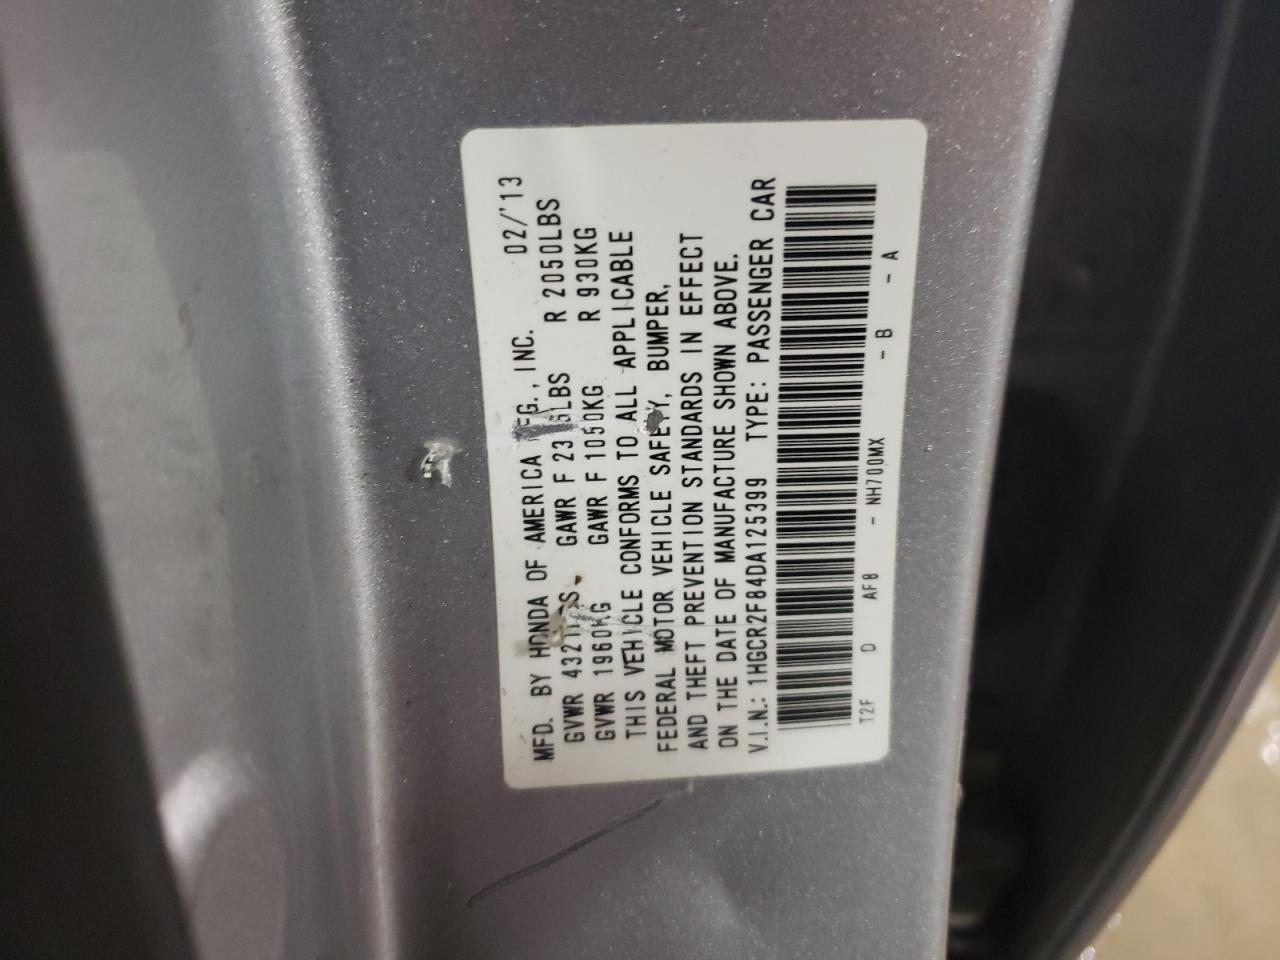 MFD. BY HONDA OF AMERICA MFG., INC. 02/'13
GVWR GAWR F R 2050LBS
GVWR 1960KG GAWR F 1050KG R 930KG
THIS VEHICLE CONFORMS TO ALL APPLICABLE
FEDERAL MOTOR VEHICLE SAFETY, BUMPER,
AND THEFT PREVENTION STANDARDS IN EFFECT
ON THE DATE OF MANUFACTURE SHOWN ABOVE.
V.I.N.: 1HGCR2F84DA125399 TYPE: PASSENGER CAR
T2F D AF8 - NH700MX - B - A